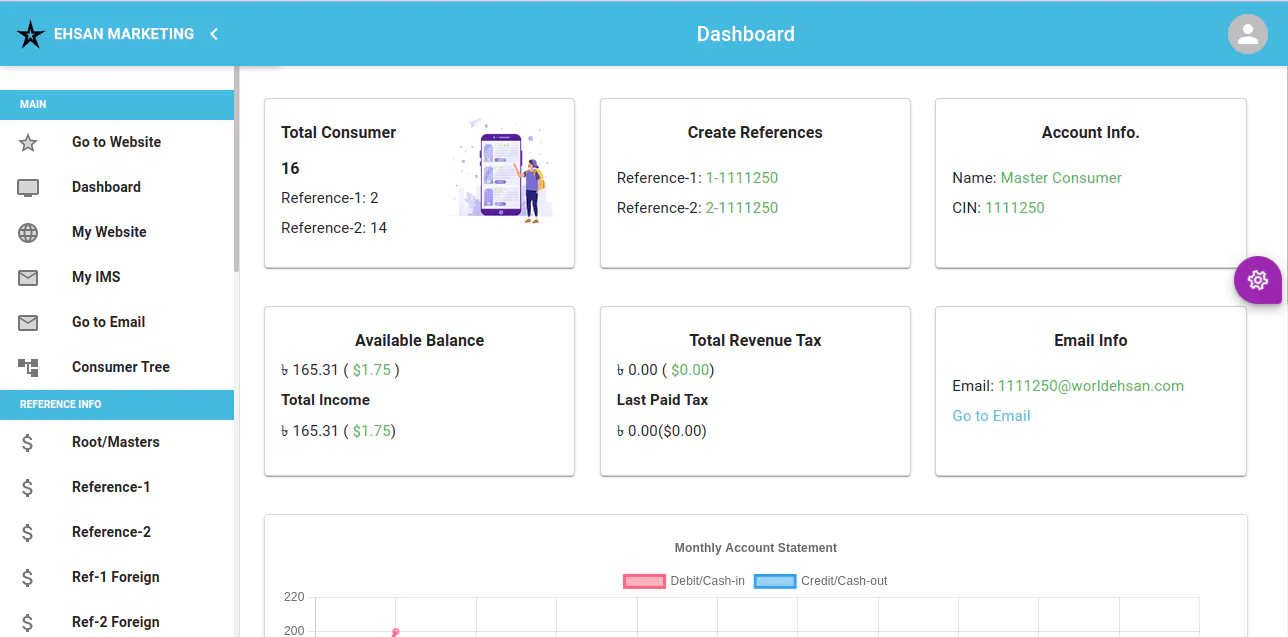 EHSAN MARKETING
Dashboard
MAIN
Go to Website
Dashboard
My Website
My IMS
Go to Email
Consumer Tree
REFERENCE INFO
Root/Masters
Reference-1
Reference-2
Ref-1 Foreign
Ref-2 Foreign
Total Consumer
16
Reference-1: 2
Reference-2: 14
Create References
Reference-1: 1-1111250
Reference-2: 2-1111250
Account Info.
Name: Master Consumer
CIN: 1111250
Available Balance
৳ 165.31 ( $1.75 )
Total Income
৳ 165.31 ( $1.75)
Total Revenue Tax
৳ 0.00 ( $0.00)
Last Paid Tax
৳ 0.00($0.00)
Email Info
Email: 1111250@worldehsan.com
Go to Email
Monthly Account Statement
Debit/Cash-in Credit/Cash-out
220
200